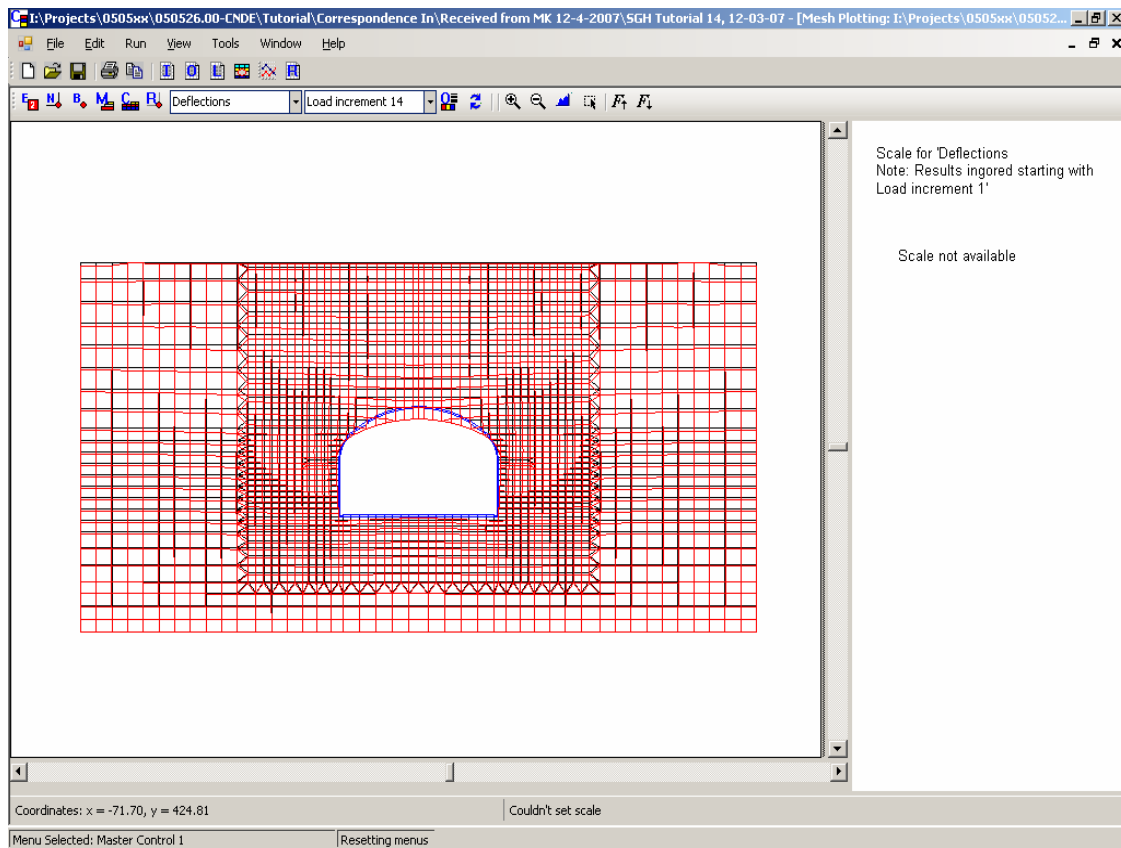 I:\Projects\0505xx\050526.00-CNDE\Tutorial\Correspondence In\Received from MK 12-4-2007\SGH Tutorial 14, 12-03-07 - [Mesh Plotting: I:\Projects\0505xx\05052...
File Edit Run View Tools Window Help
Deflections Load increment 14
Scale for 'Deflections
Note: Results ingored starting with
Load increment 1'
Scale not available
Coordinates: x = -71.70, y = 424.81 Couldn't set scale
Menu Selected: Master Control 1 Resetting menus